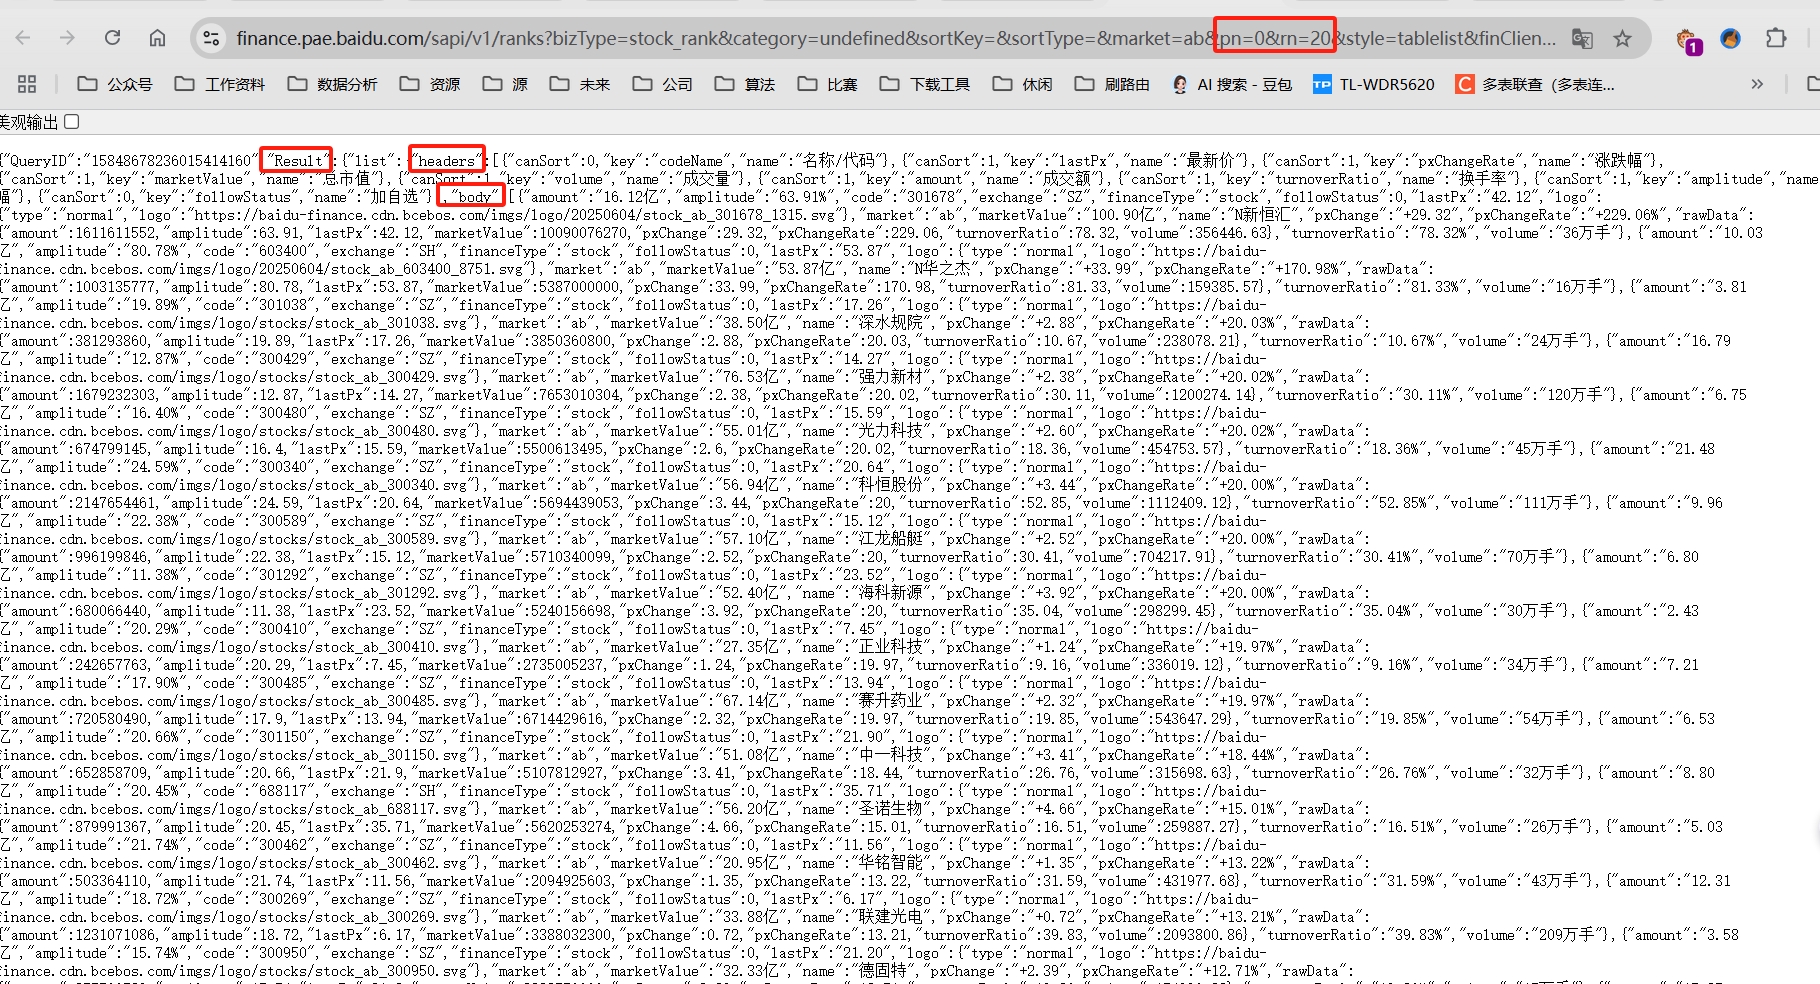 finance.pae.baidu.com/sapi/v1/ranks?bizType=stock_rank&category=undefined&sortKey=&sortType=&market=ab&pn=0&rn=20&style=tablelist&finClien...
1
公众号 工作资料 数据分析 资源 源 未来 公司 算法 比赛 下载工具 休闲 刷路由 AI 搜索 - 豆包 TP TL-WDR5620 C 多表联查（多表连... »
美观输出
{"QueryID":"15848678236015414160","Result":{"list":{"headers":[{"canSort":0,"key":"codeName","name":"名称/代码"},{"canSort":1,"key":"lastPx","name":"最新价"},{"canSort":1,"key":"pxChangeRate","name":"涨跌幅"},
{"canSort":1,"key":"marketValue","name":"总市值"},{"canSort":1,"key":"volume","name":"成交量"},{"canSort":1,"key":"amount","name":"成交额"},{"canSort":1,"key":"turnoverRatio","name":"换手率"},{"canSort":1,"key":"amplitude","name
幅"},{"canSort":0,"key":"followStatus","name":"加自选"}],"body":[{"amount":"16.12亿","amplitude":"63.91%","code":"301678","exchange":"SZ","financeType":"stock","followStatus":0,"lastPx":"42.12","logo":
{"type":"normal","logo":"https://baidu-finance.cdn.bcebos.com/imgs/logo/20250604/stock_ab_301678_1315.svg"},"market":"ab","marketValue":"100.90亿","name":"N新恒汇","pxChange":"+29.32","pxChangeRate":"+229.06%","rawData":
{"amount":1611611552,"amplitude":63.91,"lastPx":42.12,"marketValue":10090076270,"pxChange":29.32,"pxChangeRate":229.06,"turnoverRatio":78.32,"volume":356446.63},"turnoverRatio":"78.32%","volume":"36万手"},{"amount":"10.03
亿","amplitude":"80.78%","code":"603400","exchange":"SH","financeType":"stock","followStatus":0,"lastPx":"53.87","logo":{"type":"normal","logo":"https://baidu-
finance.cdn.bcebos.com/imgs/logo/20250604/stock_ab_603400_8751.svg"},"market":"ab","marketValue":"53.87亿","name":"N华之杰","pxChange":"+33.99","pxChangeRate":"+170.98%","rawData":
{"amount":1003135777,"amplitude":80.78,"lastPx":53.87,"marketValue":5387000000,"pxChange":33.99,"pxChangeRate":170.98,"turnoverRatio":81.33,"volume":159385.57},"turnoverRatio":"81.33%","volume":"16万手"},{"amount":"3.81
亿","amplitude":"19.89%","code":"301038","exchange":"SZ","financeType":"stock","followStatus":0,"lastPx":"17.26","logo":{"type":"normal","logo":"https://baidu-
finance.cdn.bcebos.com/imgs/logo/stocks/stock_ab_301038.svg"},"market":"ab","marketValue":"38.50亿","name":"深水规院","pxChange":"+2.88","pxChangeRate":"+20.03%","rawData":
{"amount":381293860,"amplitude":19.89,"lastPx":17.26,"marketValue":3850360800,"pxChange":2.88,"pxChangeRate":20.03,"turnoverRatio":10.67,"volume":238078.21},"turnoverRatio":"10.67%","volume":"24万手"},{"amount":"16.79
亿","amplitude":"12.87%","code":"300429","exchange":"SZ","financeType":"stock","followStatus":0,"lastPx":"14.27","logo":{"type":"normal","logo":"https://baidu-
finance.cdn.bcebos.com/imgs/logo/stocks/stock_ab_300429.svg"},"market":"ab","marketValue":"76.53亿","name":"强力新材","pxChange":"+2.38","pxChangeRate":"+20.02%","rawData":
{"amount":1679232303,"amplitude":12.87,"lastPx":14.27,"marketValue":7653010304,"pxChange":2.38,"pxChangeRate":20.02,"turnoverRatio":30.11,"volume":1200274.14},"turnoverRatio":"30.11%","volume":"120万手"},{"amount":"6.75
亿","amplitude":"16.40%","code":"300480","exchange":"SZ","financeType":"stock","followStatus":0,"lastPx":"15.59","logo":{"type":"normal","logo":"https://baidu-
finance.cdn.bcebos.com/imgs/logo/stocks/stock_ab_300480.svg"},"market":"ab","marketValue":"55.01亿","name":"光力科技","pxChange":"+2.60","pxChangeRate":"+20.02%","rawData":
{"amount":674799145,"amplitude":16.4,"lastPx":15.59,"marketValue":5500613495,"pxChange":2.6,"pxChangeRate":20.02,"turnoverRatio":18.36,"volume":454753.57},"turnoverRatio":"18.36%","volume":"45万手"},{"amount":"21.48
亿","amplitude":"24.59%","code":"300340","exchange":"SZ","financeType":"stock","followStatus":0,"lastPx":"20.64","logo":{"type":"normal","logo":"https://baidu-
finance.cdn.bcebos.com/imgs/logo/stocks/stock_ab_300340.svg"},"market":"ab","marketValue":"56.94亿","name":"科恒股份","pxChange":"+3.44","pxChangeRate":"+20.00%","rawData":
{"amount":2147654461,"amplitude":24.59,"lastPx":20.64,"marketValue":5694439053,"pxChange":3.44,"pxChangeRate":20,"turnoverRatio":52.85,"volume":1112409.12},"turnoverRatio":"52.85%","volume":"111万手"},{"amount":"9.96
亿","amplitude":"22.38%","code":"300589","exchange":"SZ","financeType":"stock","followStatus":0,"lastPx":"15.12","logo":{"type":"normal","logo":"https://baidu-
finance.cdn.bcebos.com/imgs/logo/stocks/stock_ab_300589.svg"},"market":"ab","marketValue":"57.10亿","name":"江龙船艇","pxChange":"+2.52","pxChangeRate":"+20.00%","rawData":
{"amount":996199846,"amplitude":22.38,"lastPx":15.12,"marketValue":5710340099,"pxChange":2.52,"pxChangeRate":20,"turnoverRatio":30.41,"volume":704217.91},"turnoverRatio":"30.41%","volume":"70万手"},{"amount":"6.80
亿","amplitude":"11.38%","code":"301292","exchange":"SZ","financeType":"stock","followStatus":0,"lastPx":"23.52","logo":{"type":"normal","logo":"https://baidu-
finance.cdn.bcebos.com/imgs/logo/stocks/stock_ab_301292.svg"},"market":"ab","marketValue":"52.40亿","name":"海科新源","pxChange":"+3.92","pxChangeRate":"+20.00%","rawData":
{"amount":680066440,"amplitude":11.38,"lastPx":23.52,"marketValue":5240156698,"pxChange":3.92,"pxChangeRate":20,"turnoverRatio":35.04,"volume":298299.45},"turnoverRatio":"35.04%","volume":"30万手"},{"amount":"2.43
亿","amplitude":"20.29%","code":"300410","exchange":"SZ","financeType":"stock","followStatus":0,"lastPx":"7.45","logo":{"type":"normal","logo":"https://baidu-
finance.cdn.bcebos.com/imgs/logo/stocks/stock_ab_300410.svg"},"market":"ab","marketValue":"27.35亿","name":"正业科技","pxChange":"+1.24","pxChangeRate":"+19.97%","rawData":
{"amount":242657763,"amplitude":20.29,"lastPx":7.45,"marketValue":2735005237,"pxChange":1.24,"pxChangeRate":19.97,"turnoverRatio":9.16,"volume":336019.12},"turnoverRatio":"9.16%","volume":"34万手"},{"amount":"7.21
亿","amplitude":"17.90%","code":"300485","exchange":"SZ","financeType":"stock","followStatus":0,"lastPx":"13.94","logo":{"type":"normal","logo":"https://baidu-
finance.cdn.bcebos.com/imgs/logo/stocks/stock_ab_300485.svg"},"market":"ab","marketValue":"67.14亿","name":"赛升药业","pxChange":"+2.32","pxChangeRate":"+19.97%","rawData":
{"amount":720580490,"amplitude":17.9,"lastPx":13.94,"marketValue":6714429616,"pxChange":2.32,"pxChangeRate":19.97,"turnoverRatio":19.85,"volume":543647.29},"turnoverRatio":"19.85%","volume":"54万手"},{"amount":"6.53
亿","amplitude":"20.66%","code":"301150","exchange":"SZ","financeType":"stock","followStatus":0,"lastPx":"21.90","logo":{"type":"normal","logo":"https://baidu-
finance.cdn.bcebos.com/imgs/logo/stocks/stock_ab_301150.svg"},"market":"ab","marketValue":"51.08亿","name":"中一科技","pxChange":"+3.41","pxChangeRate":"+18.44%","rawData":
{"amount":652858709,"amplitude":20.66,"lastPx":21.9,"marketValue":5107812927,"pxChange":3.41,"pxChangeRate":18.44,"turnoverRatio":26.76,"volume":315698.63},"turnoverRatio":"26.76%","volume":"32万手"},{"amount":"8.80
亿","amplitude":"20.45%","code":"688117","exchange":"SH","financeType":"stock","followStatus":0,"lastPx":"35.71","logo":{"type":"normal","logo":"https://baidu-
finance.cdn.bcebos.com/imgs/logo/stocks/stock_ab_688117.svg"},"market":"ab","marketValue":"56.20亿","name":"圣诺生物","pxChange":"+4.66","pxChangeRate":"+15.01%","rawData":
{"amount":879991367,"amplitude":20.45,"lastPx":35.71,"marketValue":5620253274,"pxChange":4.66,"pxChangeRate":15.01,"turnoverRatio":16.51,"volume":259887.27},"turnoverRatio":"16.51%","volume":"26万手"},{"amount":"5.03
亿","amplitude":"21.74%","code":"300462","exchange":"SZ","financeType":"stock","followStatus":0,"lastPx":"11.56","logo":{"type":"normal","logo":"https://baidu-
finance.cdn.bcebos.com/imgs/logo/stocks/stock_ab_300462.svg"},"market":"ab","marketValue":"20.95亿","name":"华铭智能","pxChange":"+1.35","pxChangeRate":"+13.22%","rawData":
{"amount":503364110,"amplitude":21.74,"lastPx":11.56,"marketValue":2094925603,"pxChange":1.35,"pxChangeRate":13.22,"turnoverRatio":31.59,"volume":431977.68},"turnoverRatio":"31.59%","volume":"43万手"},{"amount":"12.31
亿","amplitude":"18.72%","code":"300269","exchange":"SZ","financeType":"stock","followStatus":0,"lastPx":"6.17","logo":{"type":"normal","logo":"https://baidu-
finance.cdn.bcebos.com/imgs/logo/stocks/stock_ab_300269.svg"},"market":"ab","marketValue":"33.88亿","name":"联建光电","pxChange":"+0.72","pxChangeRate":"+13.21%","rawData":
{"amount":1231071086,"amplitude":18.72,"lastPx":6.17,"marketValue":3388032300,"pxChange":0.72,"pxChangeRate":13.21,"turnoverRatio":39.83,"volume":2093800.86},"turnoverRatio":"39.83%","volume":"209万手"},{"amount":"3.58
亿","amplitude":"15.74%","code":"300950","exchange":"SZ","financeType":"stock","followStatus":0,"lastPx":"21.20","logo":{"type":"normal","logo":"https://baidu-
finance.cdn.bcebos.com/imgs/logo/stocks/stock_ab_300950.svg"},"market":"ab","marketValue":"32.33亿","name":"德固特","pxChange":"+2.39","pxChangeRate":"+12.71%","rawData":